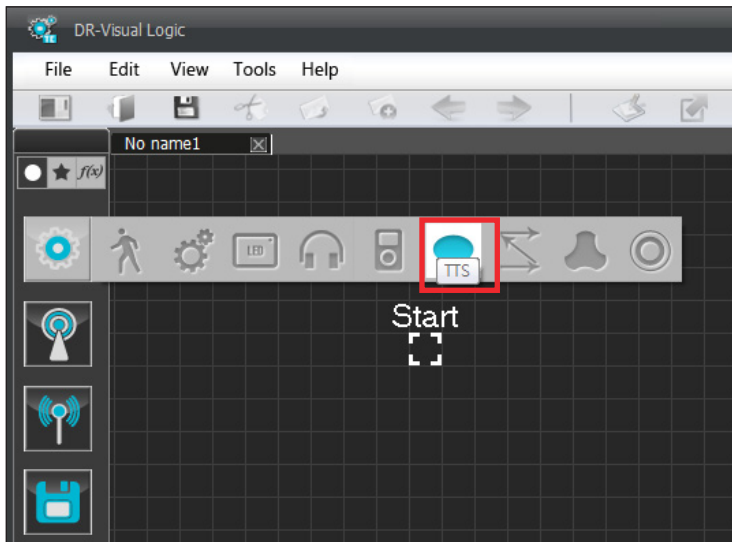 DR-Visual Logic
File Edit View Tools Help
No name1
f(x)
LED
TTS
Start